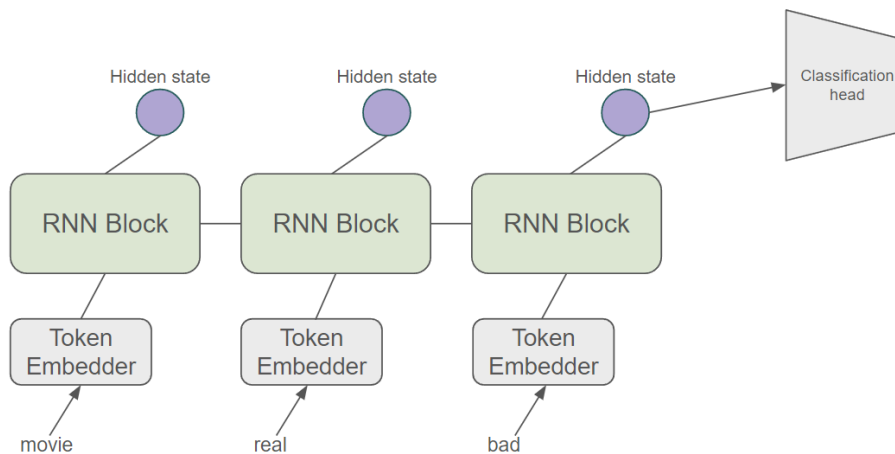 Hidden state
Hidden state
Hidden state
Classification
head
RNN Block
RNN Block
RNN Block
Token
Embedder
Token
Embedder
Token
Embedder
movie
real
bad